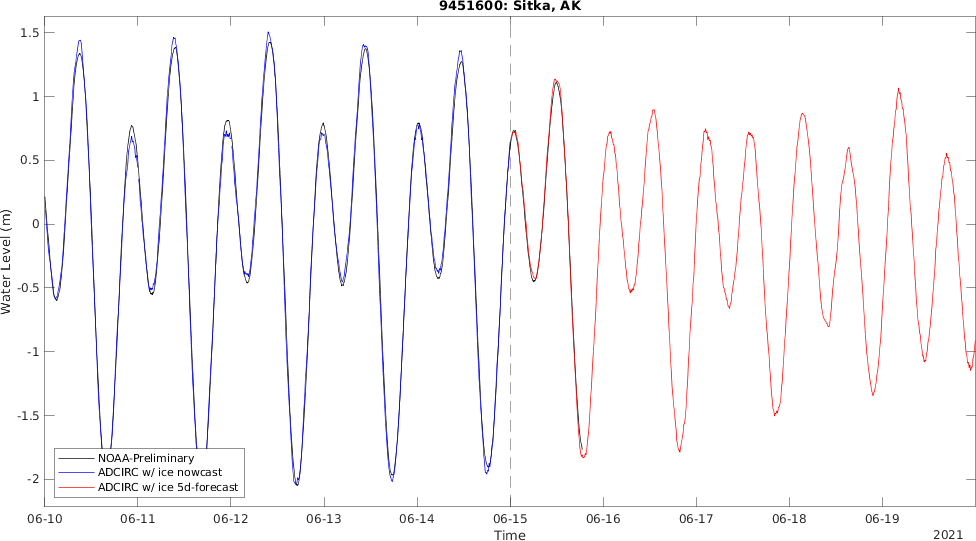 9451600: Sitka, AK
1.5
1
0.5
0
-0.5
-1
-1.5
-2
Water Level (m)
NOAA-Preliminary
ADCIRC w/ ice nowcast
ADCIRC w/ ice 5d-forecast
06-10 06-11 06-12 06-13 06-14 06-15 06-16 06-17 06-18 06-19
Time
2021